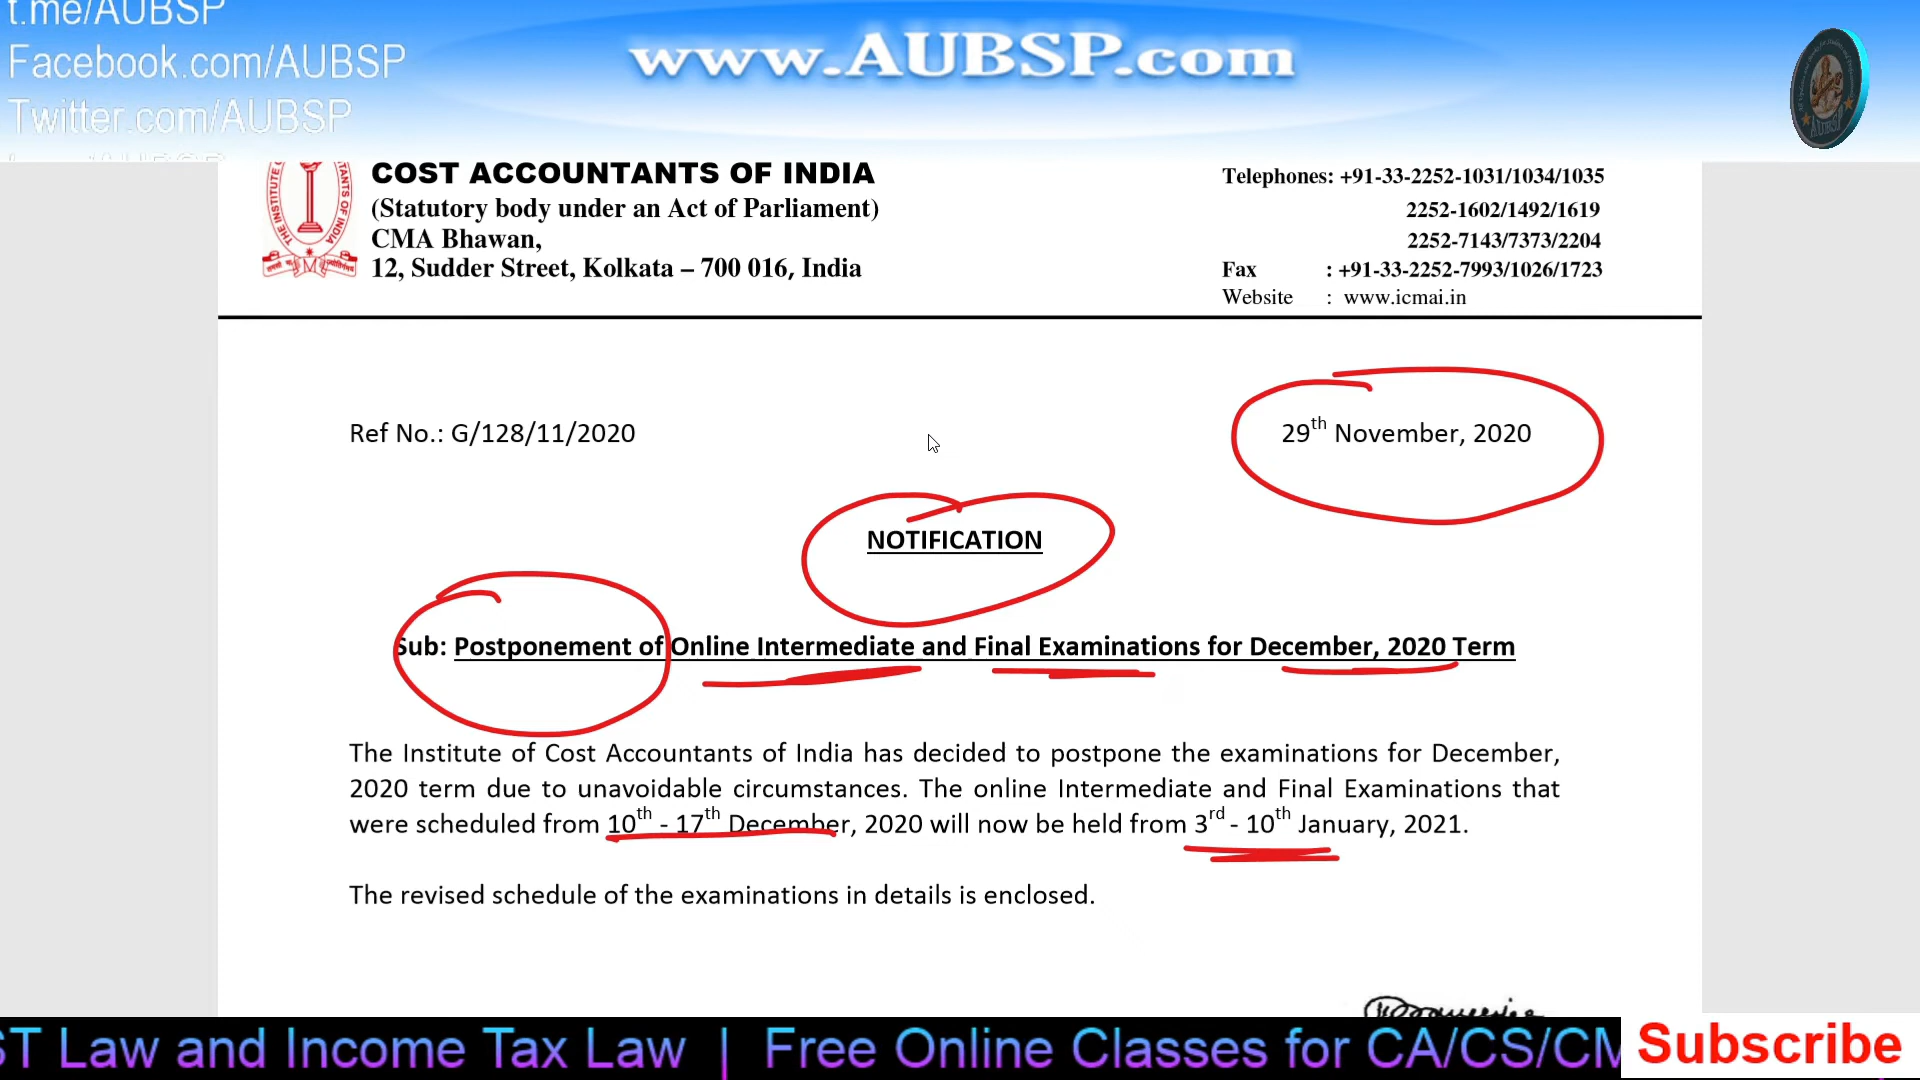 t.me/AUBSP
Facebook.com/AUBSP
Twitter.com/AUBSP
www.AUBSP.com
AUBSP
COST ACCOUNTANTS OF INDIA
(Statutory body under an Act of Parliament)
CMA Bhawan,
12, Sudder Street, Kolkata – 700 016, India
Telephones: +91-33-2252-1031/1034/1035
2252-1602/1492/1619
2252-7143/7373/2204
Fax : +91-33-2252-7993/1026/1723
Website : www.icmai.in
Ref No.: G/128/11/2020
29th November, 2020
NOTIFICATION
Sub: Postponement of Online Intermediate and Final Examinations for December, 2020 Term
The Institute of Cost Accountants of India has decided to postpone the examinations for December,
2020 term due to unavoidable circumstances. The online Intermediate and Final Examinations that
were scheduled from 10th - 17th December, 2020 will now be held from 3rd - 10th January, 2021.
The revised schedule of the examinations in details is enclosed.
ST Law and Income Tax Law | Free Online Classes for CA/CS/CM
Subscribe